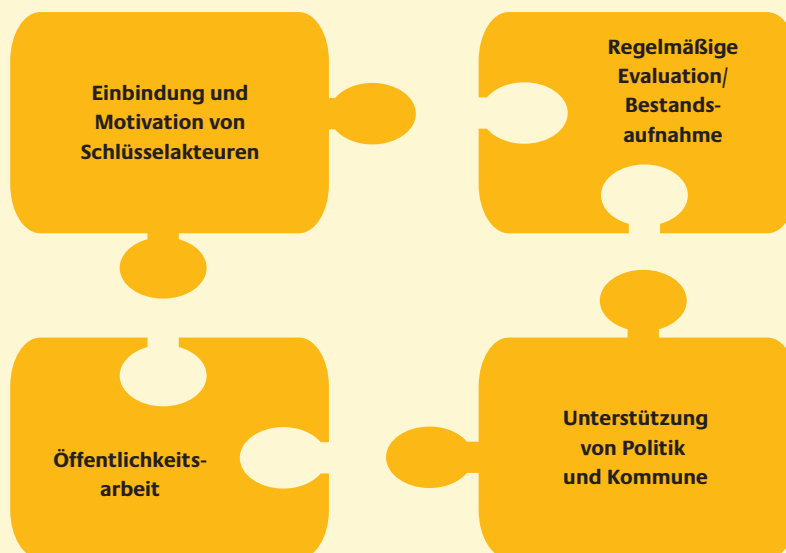 Einbindung und
Motivation von
Schlüsselakteuren
Regelmäßige
Evaluation/
Bestands-
aufnahme
Öffentlichkeits-
arbeit
Unterstützung
von Politik
und Kommune